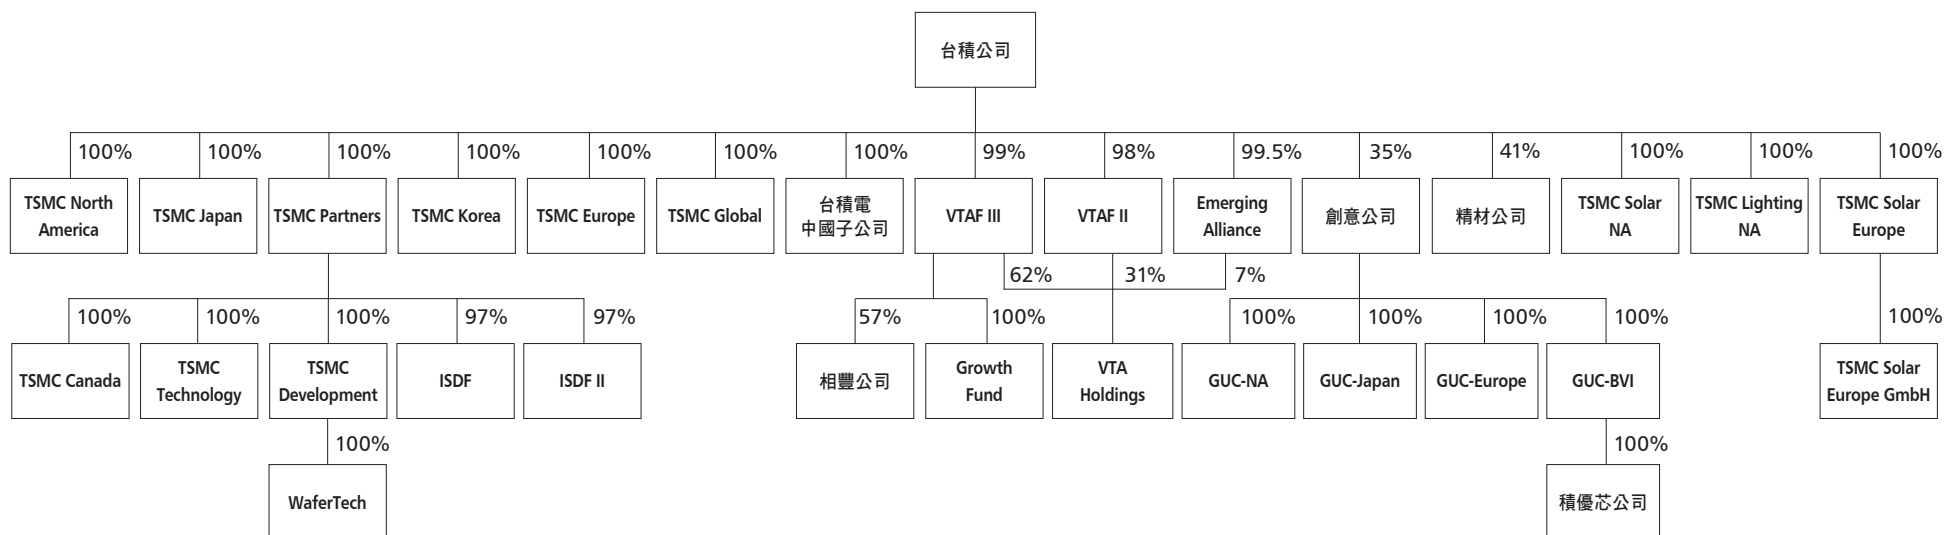 台積公司
100%
100%
100%
100%
100%
100%
100%
99%
98%
99.5%
35%
41%
100%
100%
100%
TSMC North
America
TSMC Japan
TSMC Partners
TSMC Korea
TSMC Europe
TSMC Global
台積電
中國子公司
VTAF III
VTAF II
Emerging
Alliance
創意公司
精材公司
TSMC Solar
NA
TSMC Lighting
NA
TSMC Solar
Europe
62%
31%
7%
100%
100%
100%
97%
97%
57%
100%
100%
100%
100%
100%
100%
TSMC Canada
TSMC
Technology
TSMC
Development
ISDF
ISDF II
相豐公司
Growth
Fund
VTA
Holdings
GUC-NA
GUC-Japan
GUC-Europe
GUC-BVI
TSMC Solar
Europe GmbH
100%
100%
WaferTech
積優芯公司